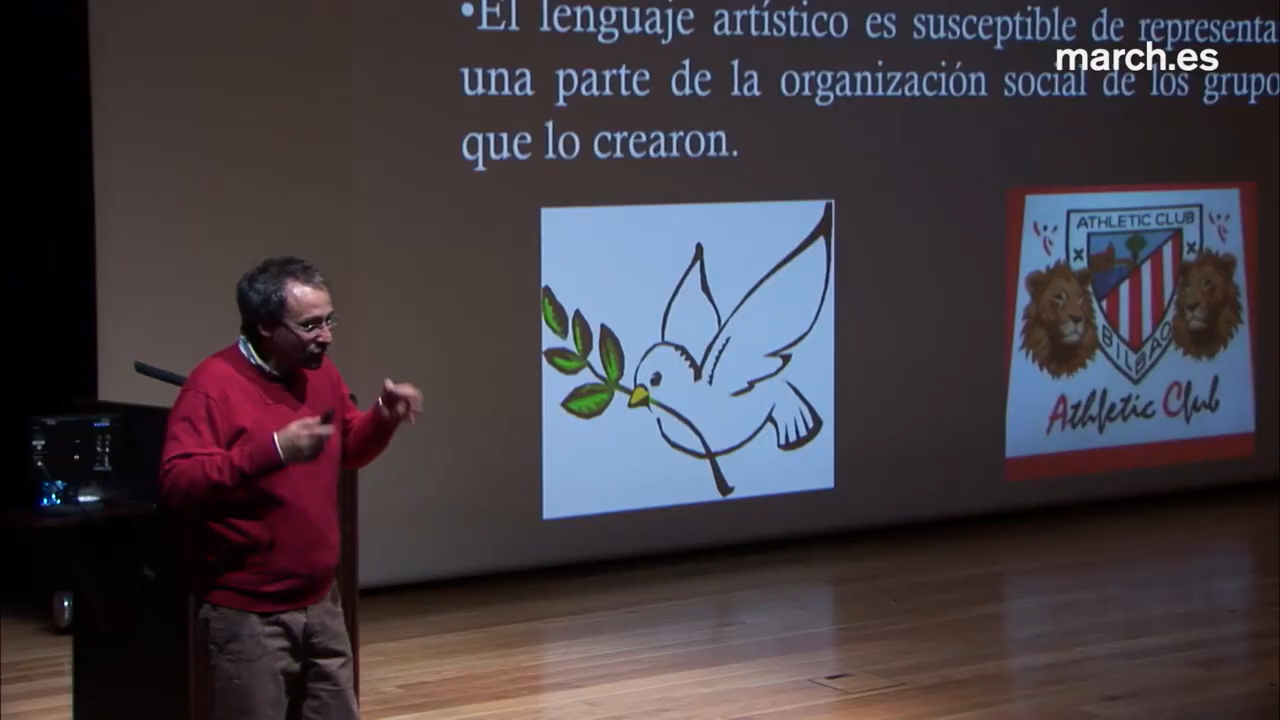 •El lenguaje artístico es susceptible de representa
march.es
una parte de la organización social de los grupo
que lo crearon.
ATHLETIC CLUB
BILBAO
Athletic Club